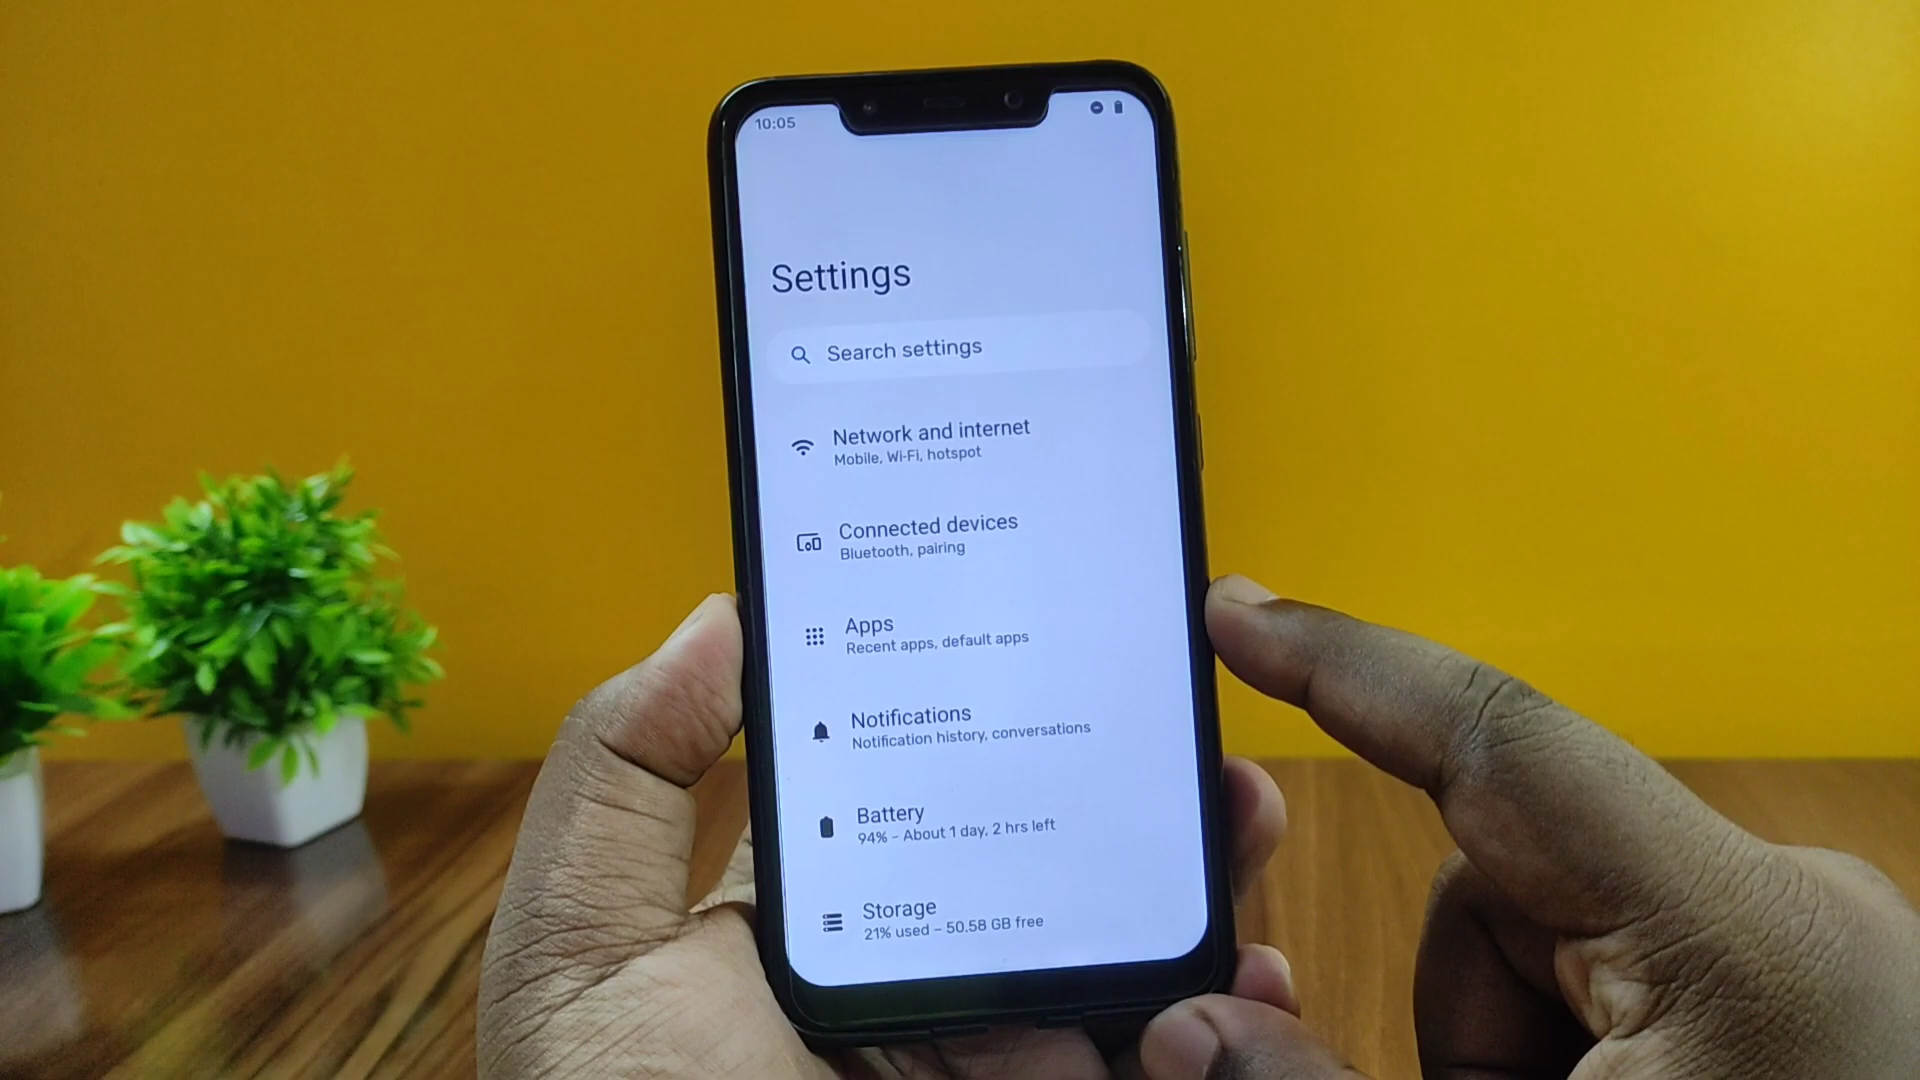 10:05
Settings
Search settings
Network and internet
Mobile, Wi-Fi, hotspot
Connected devices
Bluetooth, pairing
Apps
Recent apps, default apps
Notifications
Notification history, conversations
Battery
94% – About 1 day, 2 hrs left
Storage
21% used – 50.58 GB free